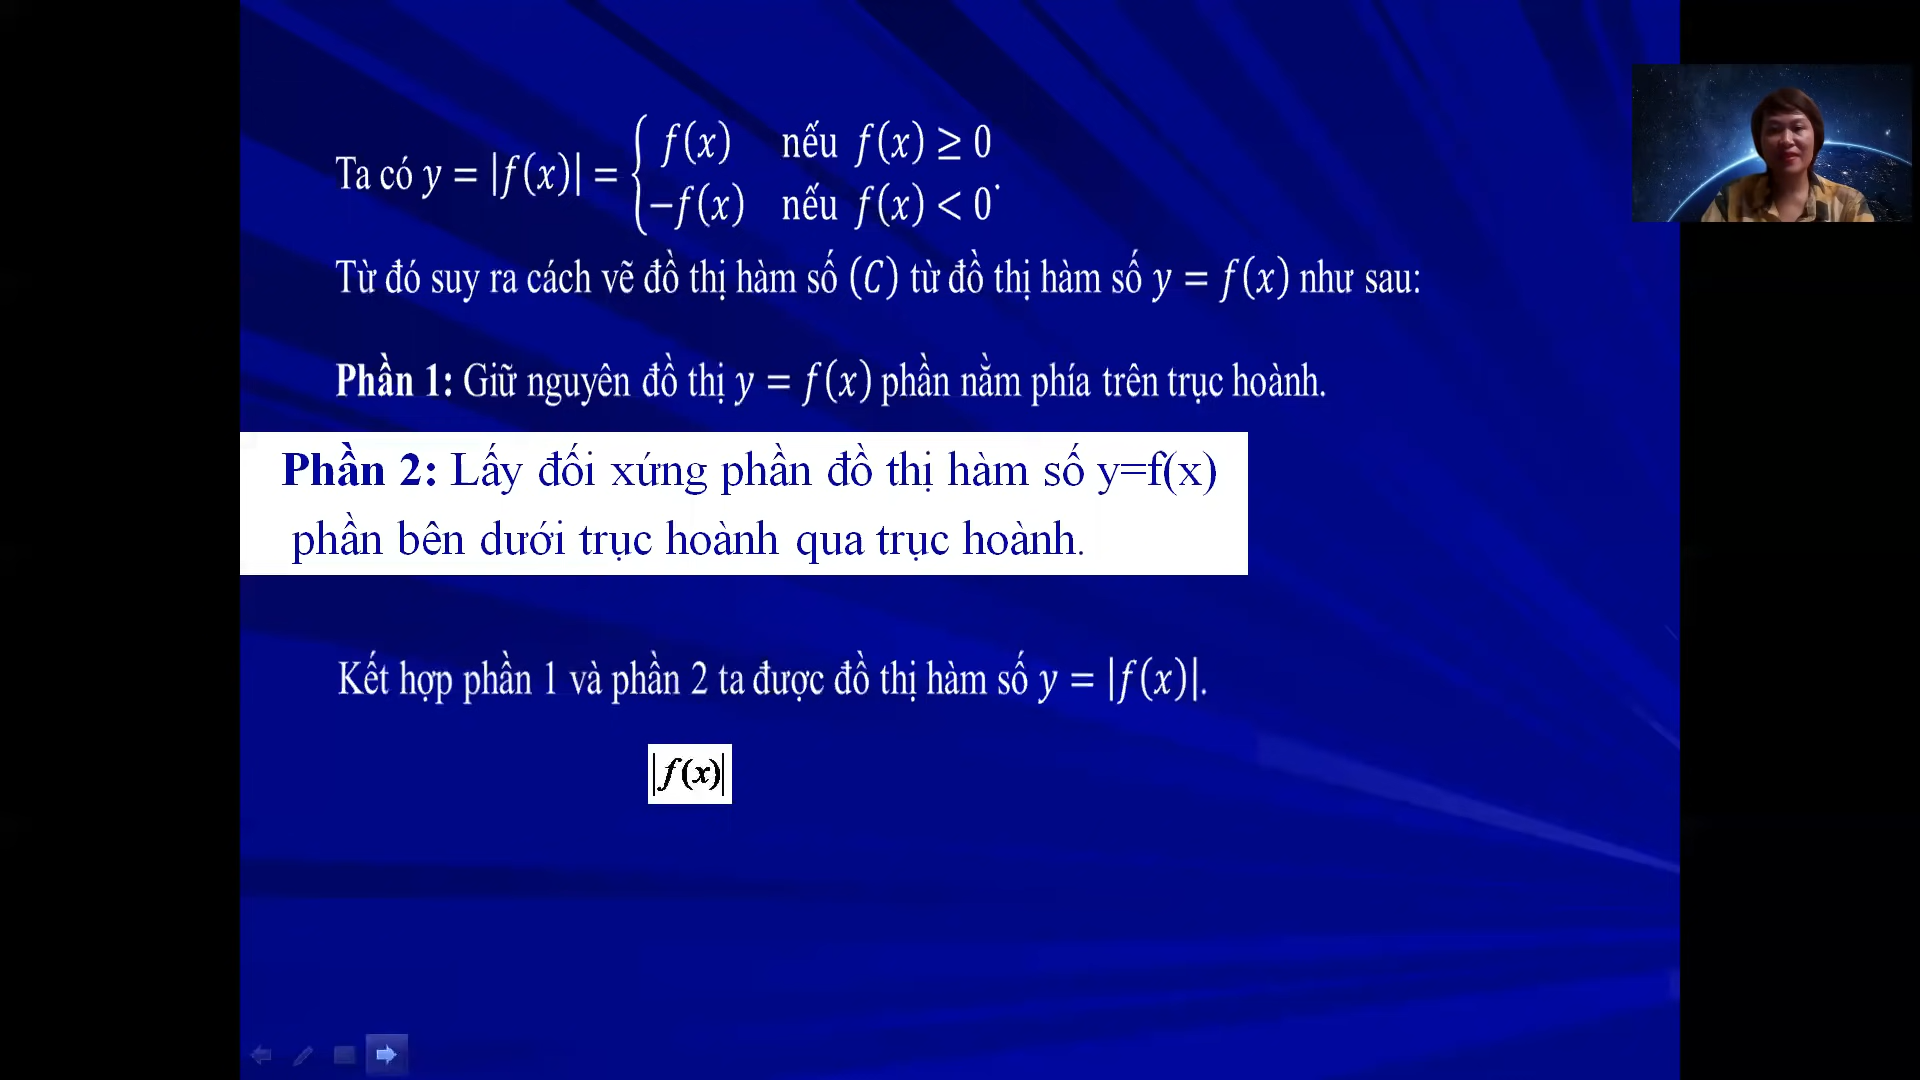 Ta có y = |f(x)| = { f(x) nếu f(x) ≥ 0
−f(x) nếu f(x) < 0 .
Từ đó suy ra cách vẽ đồ thị hàm số (C) từ đồ thị hàm số y = f(x) như sau:
Phần 1: Giữ nguyên đồ thị y = f(x) phần nằm phía trên trục hoành.
Phần 2: Lấy đối xứng phần đồ thị hàm số y=f(x)
phần bên dưới trục hoành qua trục hoành.
Kết hợp phần 1 và phần 2 ta được đồ thị hàm số y = |f(x)|.
|f(x)|